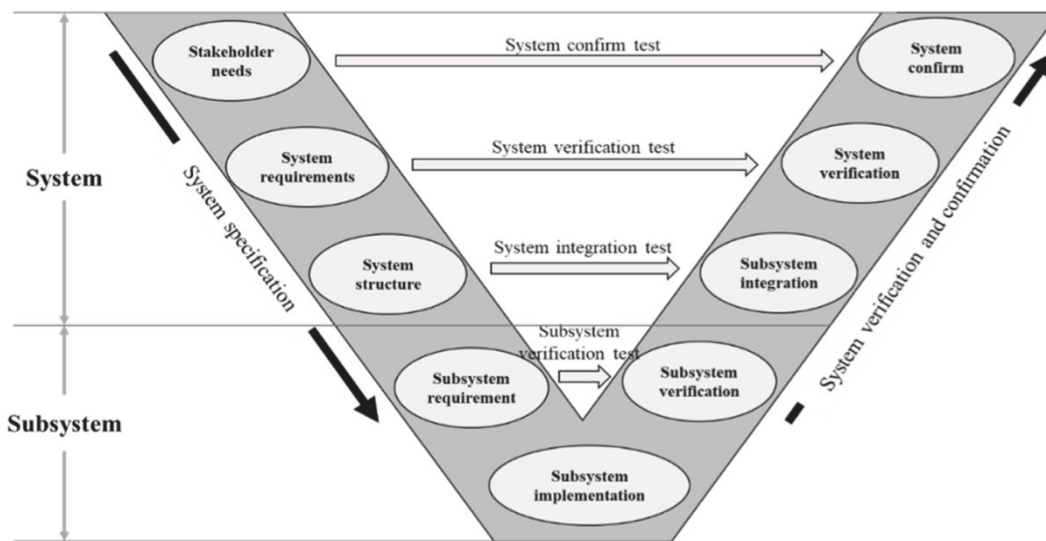 Stakeholder
needs
System confirm test
System
confirm
System
requirements
System verification test
System
verification
System
System specification
System
structure
System integration test
Subsystem
integration
System verification and confirmation
Subsystem
verification test
Subsystem
requirement
Subsystem
verification
Subsystem
Subsystem
implementation